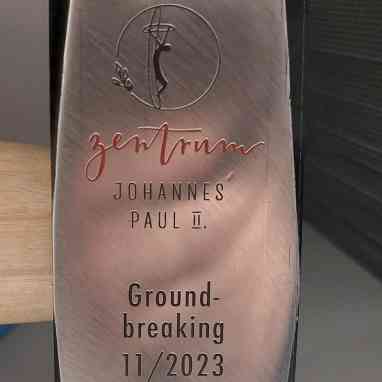 zentrum
JOHANNES
PAUL II.
Ground-
breaking
11/2023